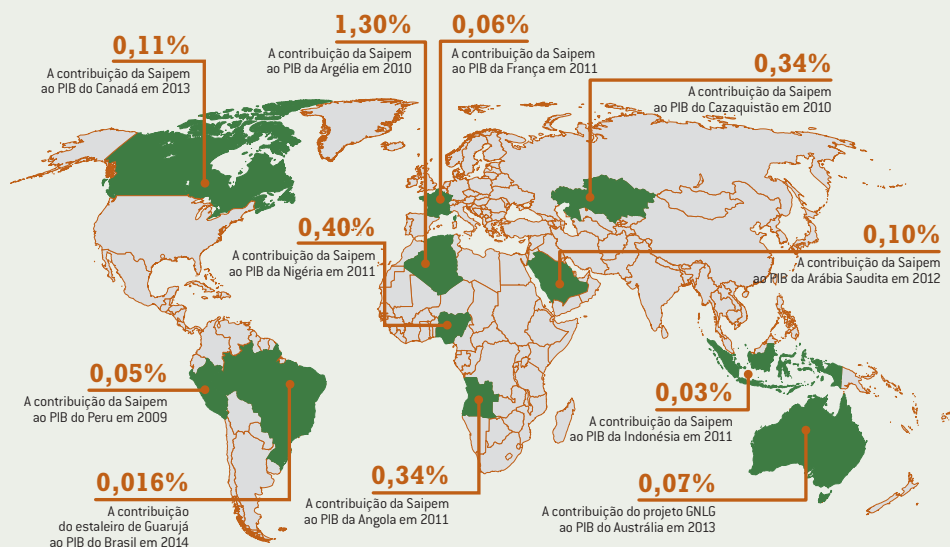 1,30%
A contribuição da Saipem
ao PIB da Argélia em 2010
0,06%
A contribuição da Saipem
ao PIB da França em 2011
0,11%
A contribuição da Saipem
ao PIB do Canadá em 2013
0,34%
A contribuição da Saipem
ao PIB do Cazaquistão em 2010
0,40%
A contribuição da Saipem
ao PIB da Nigéria em 2011
0,10%
A contribuição da Saipem
ao PIB da Arábia Saudita em 2012
0,05%
A contribuição da Saipem
ao PIB do Peru em 2009
0,03%
A contribuição da Saipem
ao PIB da Indonésia em 2011
0,016%
A contribuição
do estaleiro de Guarujá
ao PIB do Brasil em 2014
0,34%
A contribuição da Saipem
ao PIB da Angola em 2011
0,07%
A contribuição do projeto GNLG
ao PIB do Austrália em 2013